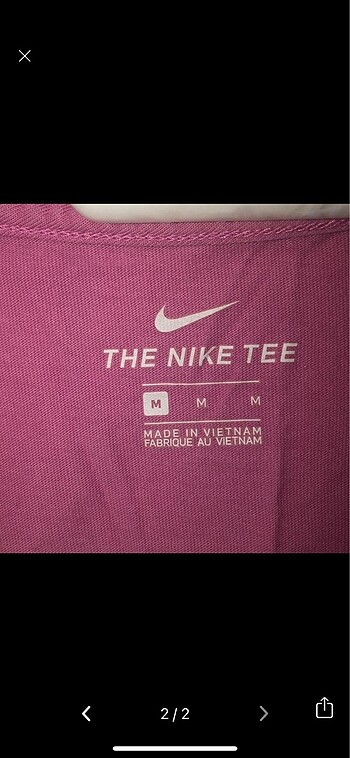 THE NIKE TEE
M M M
MADE IN VIETNAM
FABRIQUE AU VIETNAM
2/2